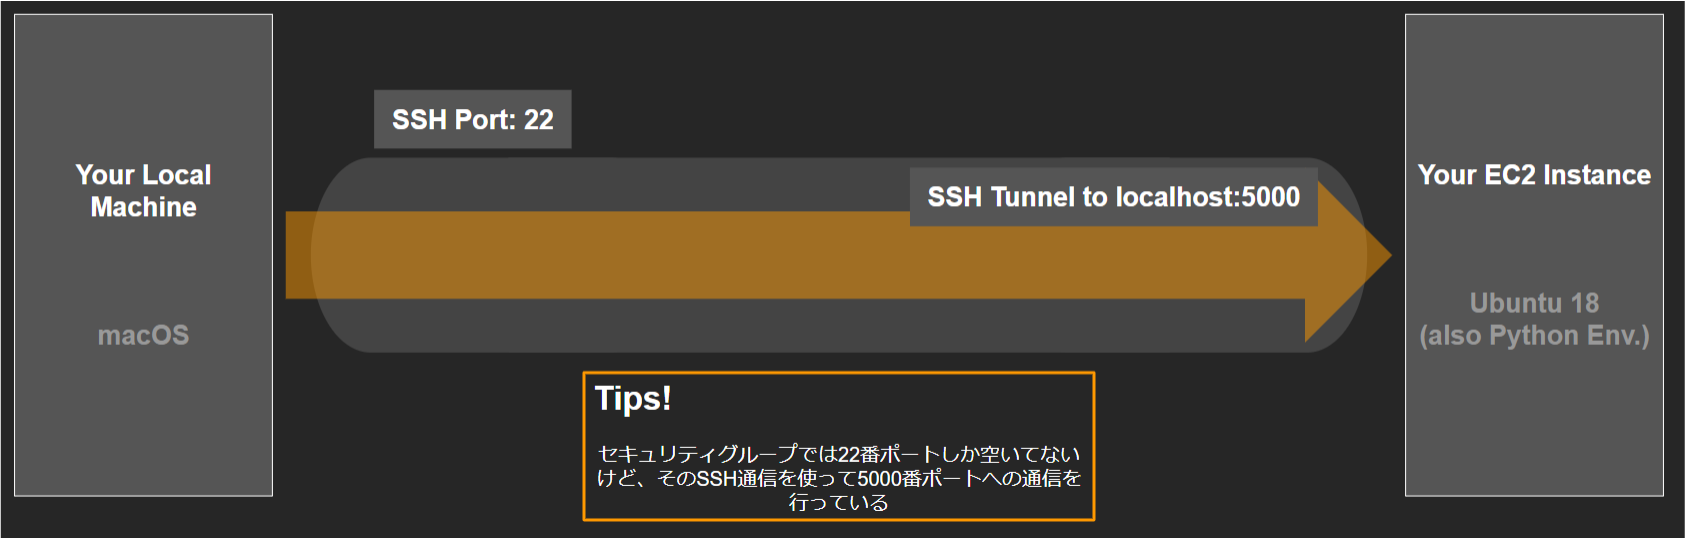 SSH Port: 22
Your Local
Machine
macOS
SSH Tunnel to localhost:5000
Your EC2 Instance
Ubuntu 18
(also Python Env.)
Tips!
セキュリティグループでは22番ポートしか空いてない
けど、そのSSH通信を使って5000番ポートへの通信を
行っている